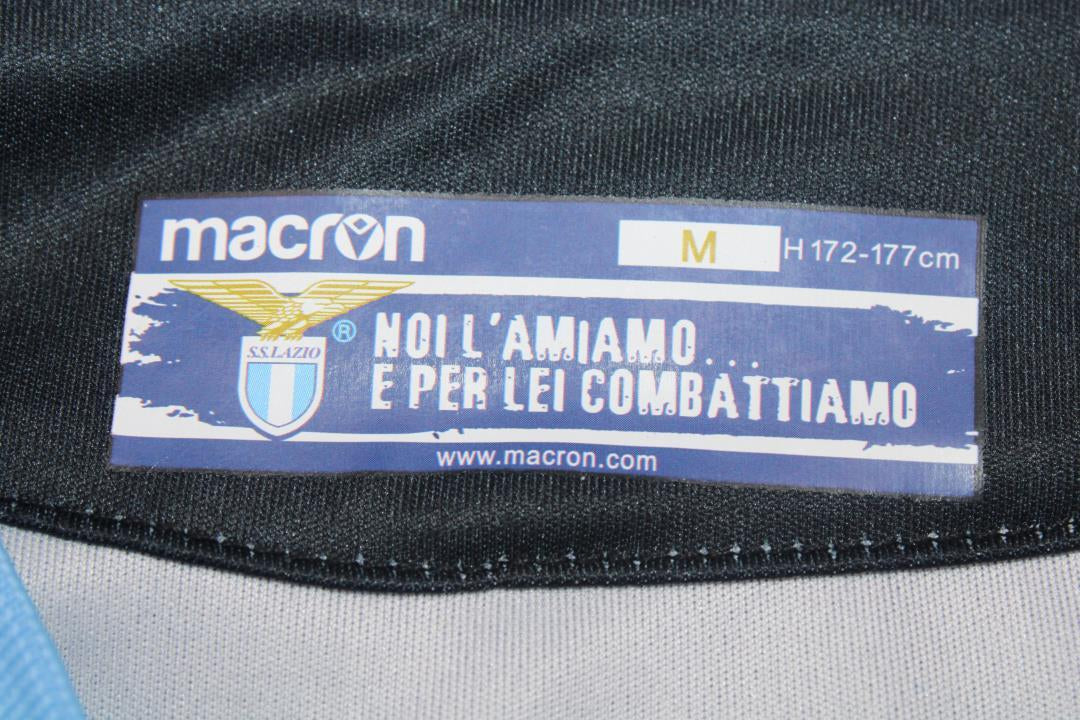 macron
M
H 172-177cm
S.S.LAZIO
®
NOI L'AMIAMO...
E PER LEI COMBATTIAMO
www.macron.com